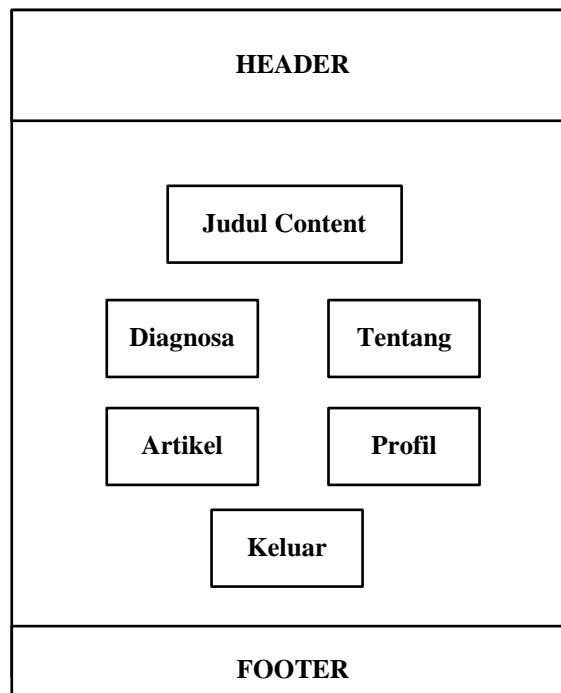 HEADER
Judul Content
Diagnosa
Tentang
Artikel
Profil
Keluar
FOOTER